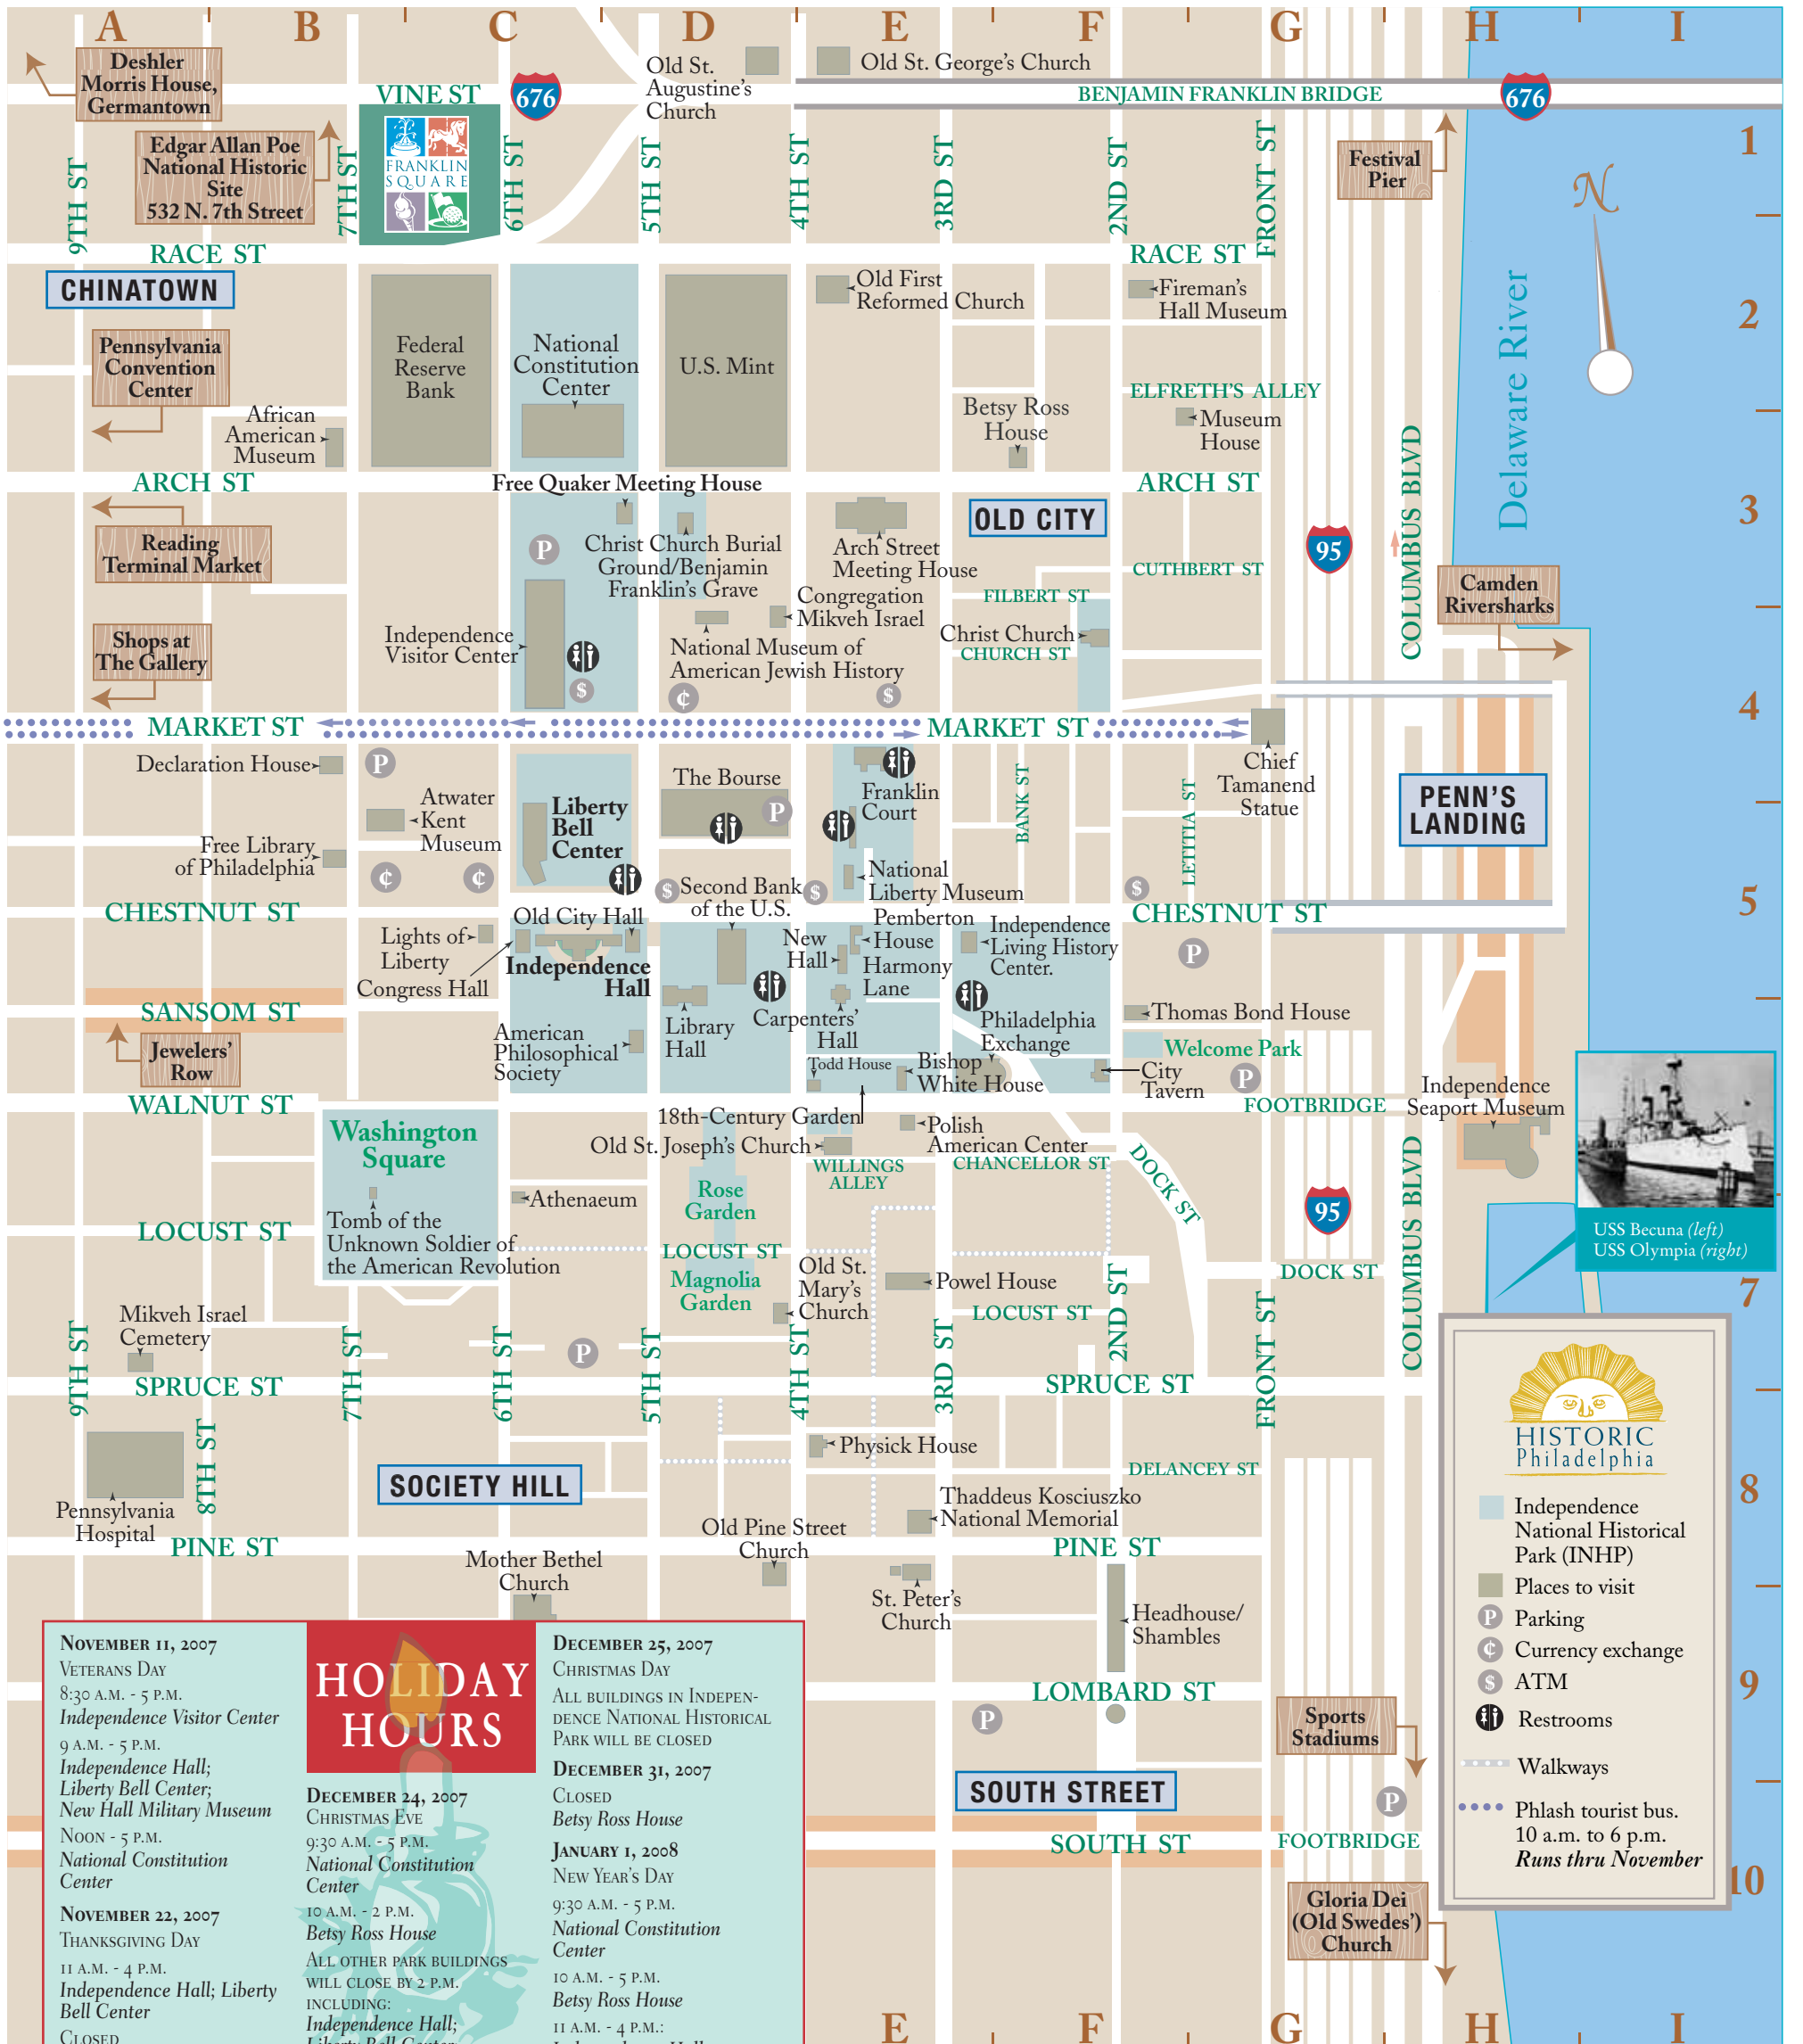 A B C D E F G H I
Deshler
Morris House,
Germantown
Edgar Allan Poe
National Historic
Site
532 N. 7th Street
VINE ST
676
FRANKLIN
SQUARE
Old St.
Augustine's
Church
Old St. George's Church
BENJAMIN FRANKLIN BRIDGE
676
Festival
Pier
N
1
9TH ST
7TH ST
6TH ST
5TH ST
4TH ST
3RD ST
2ND ST
FRONT ST
RACE ST
RACE ST
CHINATOWN
Pennsylvania
Convention
Center
African
American
Museum
Federal
Reserve
Bank
National
Constitution
Center
U.S. Mint
Old First
Reformed Church
Fireman's
Hall Museum
2
Delaware River
ELFRETH'S ALLEY
Betsy Ross
House
Museum
House
ARCH ST
Free Quaker Meeting House
ARCH ST
COLUMBUS BLVD
3
Reading
Terminal Market
P
Christ Church Burial
Ground/Benjamin
Franklin's Grave
Arch Street
Meeting House
OLD CITY
95
CUTHBERT ST
FILBERT ST
Camden
Riversharks
Shops at
The Gallery
Independence
Visitor Center
$
Congregation
Mikveh Israel
National Museum of
American Jewish History
¢
$
Christ Church
CHURCH ST
4
MARKET ST
MARKET ST
Declaration House
P
Atwater
Kent
Museum
Free Library
of Philadelphia
¢
¢
Liberty
Bell
Center
The Bourse
P
Franklin
Court
BANK ST
LETITIA ST
Chief
Tamanend
Statue
PENN'S
LANDING
$
Second Bank
of the U.S.
$
National
Liberty Museum
$
5
CHESTNUT ST
CHESTNUT ST
Lights of
Liberty
Congress Hall
Old City Hall
Independence
Hall
New
Hall
Pemberton
House
Harmony
Lane
Independence
Living History
Center.
P
SANSOM ST
Jewelers'
Row
American
Philosophical
Society
Library
Hall
Carpenters'
Hall
Philadelphia
Exchange
Thomas Bond House
Welcome Park
Todd House
Bishop
White House
City
Tavern
P
Independence
Seaport Museum
WALNUT ST
FOOTBRIDGE
18th-Century Garden
Old St. Joseph's Church
Polish
American Center
Washington
Square
WILLINGS
ALLEY
CHANCELLOR ST
DOCK ST
COLUMBUS BLVD
Rose
Garden
Athenaeum
95
USS Becuna (left)
USS Olympia (right)
LOCUST ST
Tomb of the
Unknown Soldier of
the American Revolution
LOCUST ST
Magnolia
Garden
Old St.
Mary's
Church
Powel House
DOCK ST
LOCUST ST
7
Mikveh Israel
Cemetery
P
9TH ST
7TH ST
6TH ST
5TH ST
4TH ST
3RD ST
2ND ST
FRONT ST
SPRUCE ST
SPRUCE ST
8TH ST
Pennsylvania
Hospital
SOCIETY HILL
Physick House
DELANCEY ST
Thaddeus Kosciuszko
National Memorial
8
PINE ST
PINE ST
Mother Bethel
Church
Old Pine Street
Church
St. Peter's
Church
Headhouse/
Shambles
LOMBARD ST
P
9
Sports
Stadiums
P
SOUTH STREET
SOUTH ST
FOOTBRIDGE
10
Gloria Dei
(Old Swedes')
Church
HISTORIC
Philadelphia
Independence
National Historical
Park (INHP)
Places to visit
P Parking
¢ Currency exchange
$ ATM
Restrooms
Walkways
Phlash tourist bus.
10 a.m. to 6 p.m.
Runs thru November
HOLIDAY
HOURS
November 11, 2007
Veterans Day
8:30 a.m. - 5 p.m.
Independence Visitor Center
9 a.m. - 5 p.m.
Independence Hall;
Liberty Bell Center;
New Hall Military Museum
Noon - 5 p.m.
National Constitution
Center
November 22, 2007
Thanksgiving Day
11 a.m. - 4 p.m.
Independence Hall; Liberty
Bell Center
Closed
December 24, 2007
Christmas Eve
9:30 a.m. - 5 p.m.
National Constitution
Center
10 a.m. - 2 p.m.
Betsy Ross House
All other park buildings
will close by 2 p.m.
including:
Independence Hall;
Liberty Bell Center
December 25, 2007
Christmas Day
All buildings in Indepen-
dence National Historical
Park will be closed
December 31, 2007
Closed
Betsy Ross House
January 1, 2008
New Year's Day
9:30 a.m. - 5 p.m.
National Constitution
Center
10 a.m. - 5 p.m.
Betsy Ross House
11 a.m. - 4 p.m.:
E F G H I